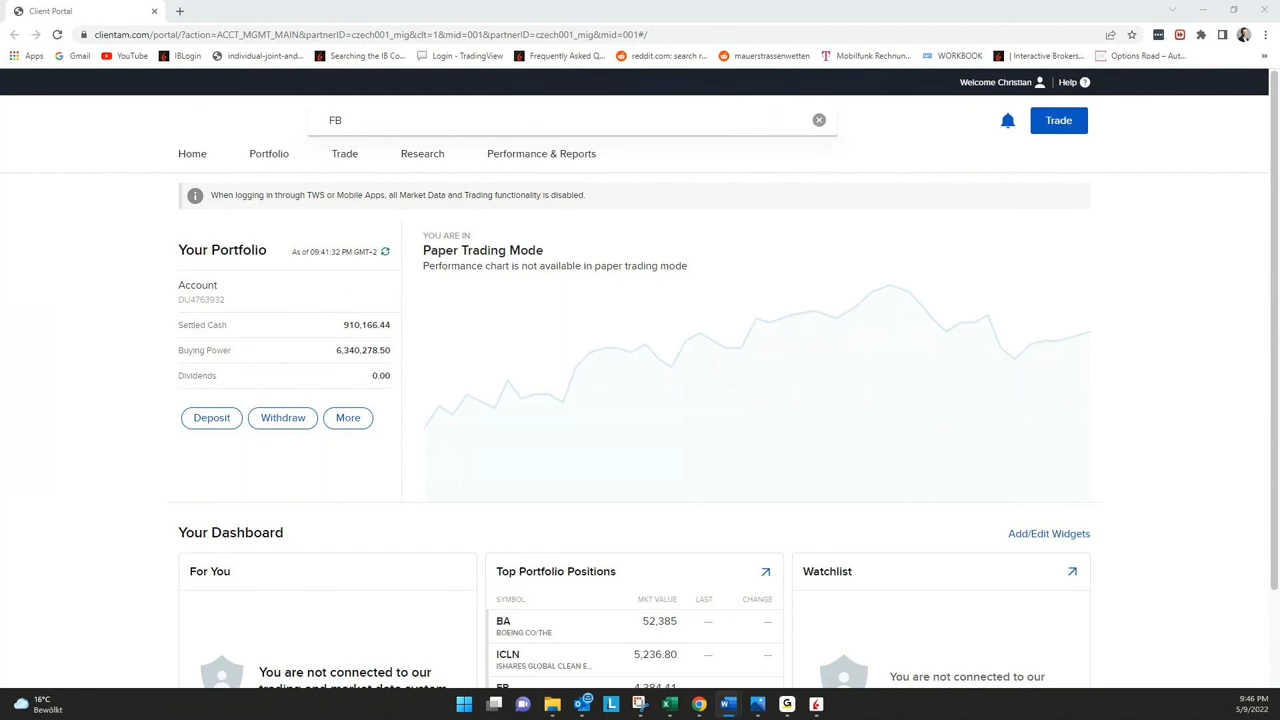 Client Portal
clientam.com/portal/?action=ACCT_MGMT_MAIN&partnerID=czech001_mig&clt=1&mid=001&partnerID=czech001_mig&mid=001#/
Apps Gmail YouTube IBLogin individual-joint-and... Searching the IB Co... Login - TradingView Frequently Asked Q... reddit.com: search r... mauerstrassenwetten Mobilfunk Rechnun... WORKBOOK | Interactive Brokers... Options Road – Aut... »
Welcome Christian Help ?
FB
Trade
Home Portfolio Trade Research Performance & Reports
When logging in through TWS or Mobile Apps, all Market Data and Trading functionality is disabled.
Your Portfolio As of 09:41:32 PM GMT-2
YOU ARE IN
Paper Trading Mode
Performance chart is not available in paper trading mode
Account
DU4763932
Settled Cash 910,166.44
Buying Power 6,340,278.50
Dividends 0.00
Deposit Withdraw More
Your Dashboard Add/Edit Widgets
For You
You are not connected to our
Top Portfolio Positions
SYMBOL MKT VALUE LAST CHANGE
BA 52,385 — —
BOEING CO/THE
ICLN 5,236.80 — —
ISHARES GLOBAL CLEAN E...
Watchlist
You are not connected to our
16°C
Bewölkt
9:46 PM
5/9/2022